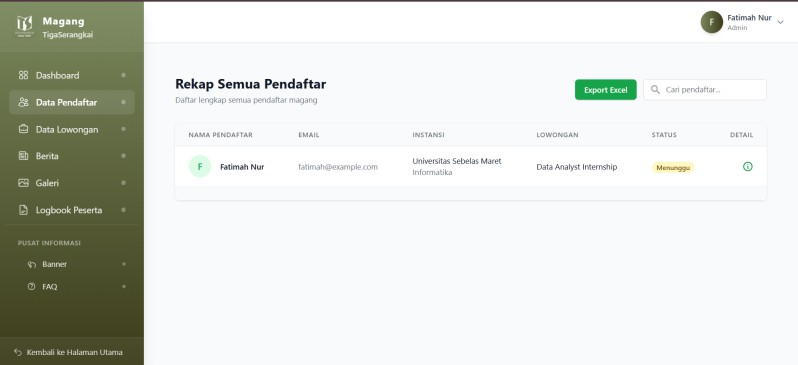 Magang
TigaSerangkai
Fatimah Nur
Admin
F
Dashboard
Data Pendaftar
Data Lowongan
Berita
Galeri
Logbook Peserta
PUSAT INFORMASI
Banner
FAQ
Kembali ke Halaman Utama
Rekap Semua Pendaftar
Daftar lengkap semua pendaftar magang
Export Excel
Cari pendaftar...
NAMA PENDAFTAR EMAIL INSTANSI LOWONGAN STATUS DETAIL
F Fatimah Nur fatimah@example.com Universitas Sebelas Maret Data Analyst Internship Menunggu
Informatika